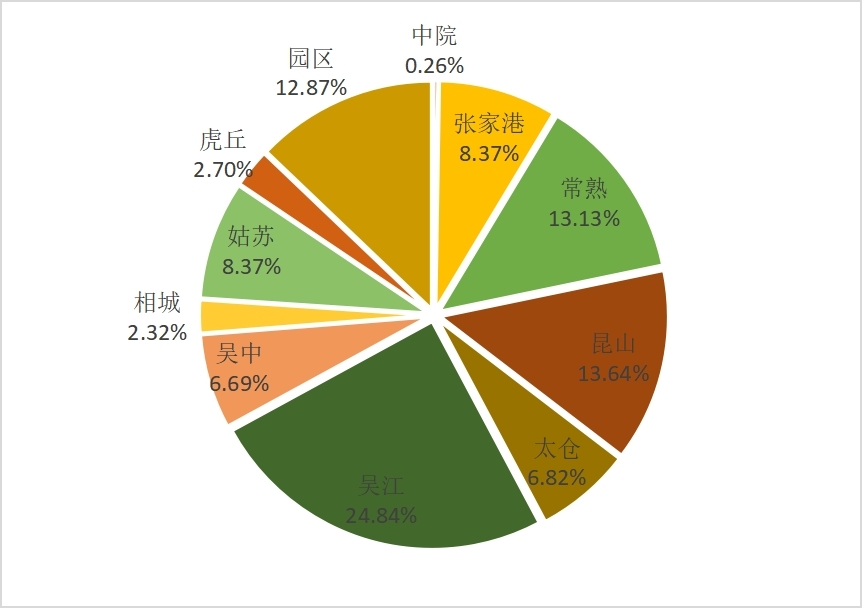 中院
0.26%
张家港
8.37%
常熟
13.13%
昆山
13.64%
太仓
6.82%
吴江
24.84%
吴中
6.69%
相城
2.32%
姑苏
8.37%
虎丘
2.70%
园区
12.87%